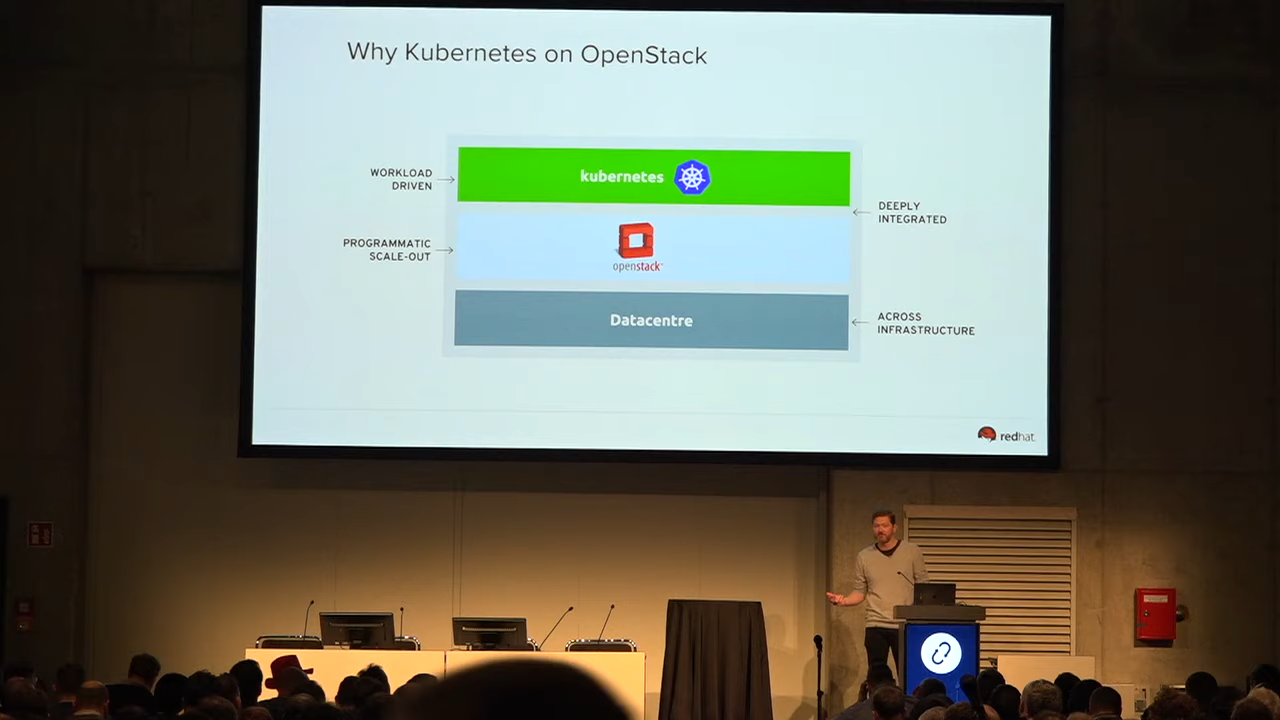 Why Kubernetes on OpenStack
WORKLOAD
DRIVEN
kubernetes
DEEPLY
INTEGRATED
PROGRAMMATIC
SCALE-OUT
openstack
Datacentre
ACROSS
INFRASTRUCTURE
redhat